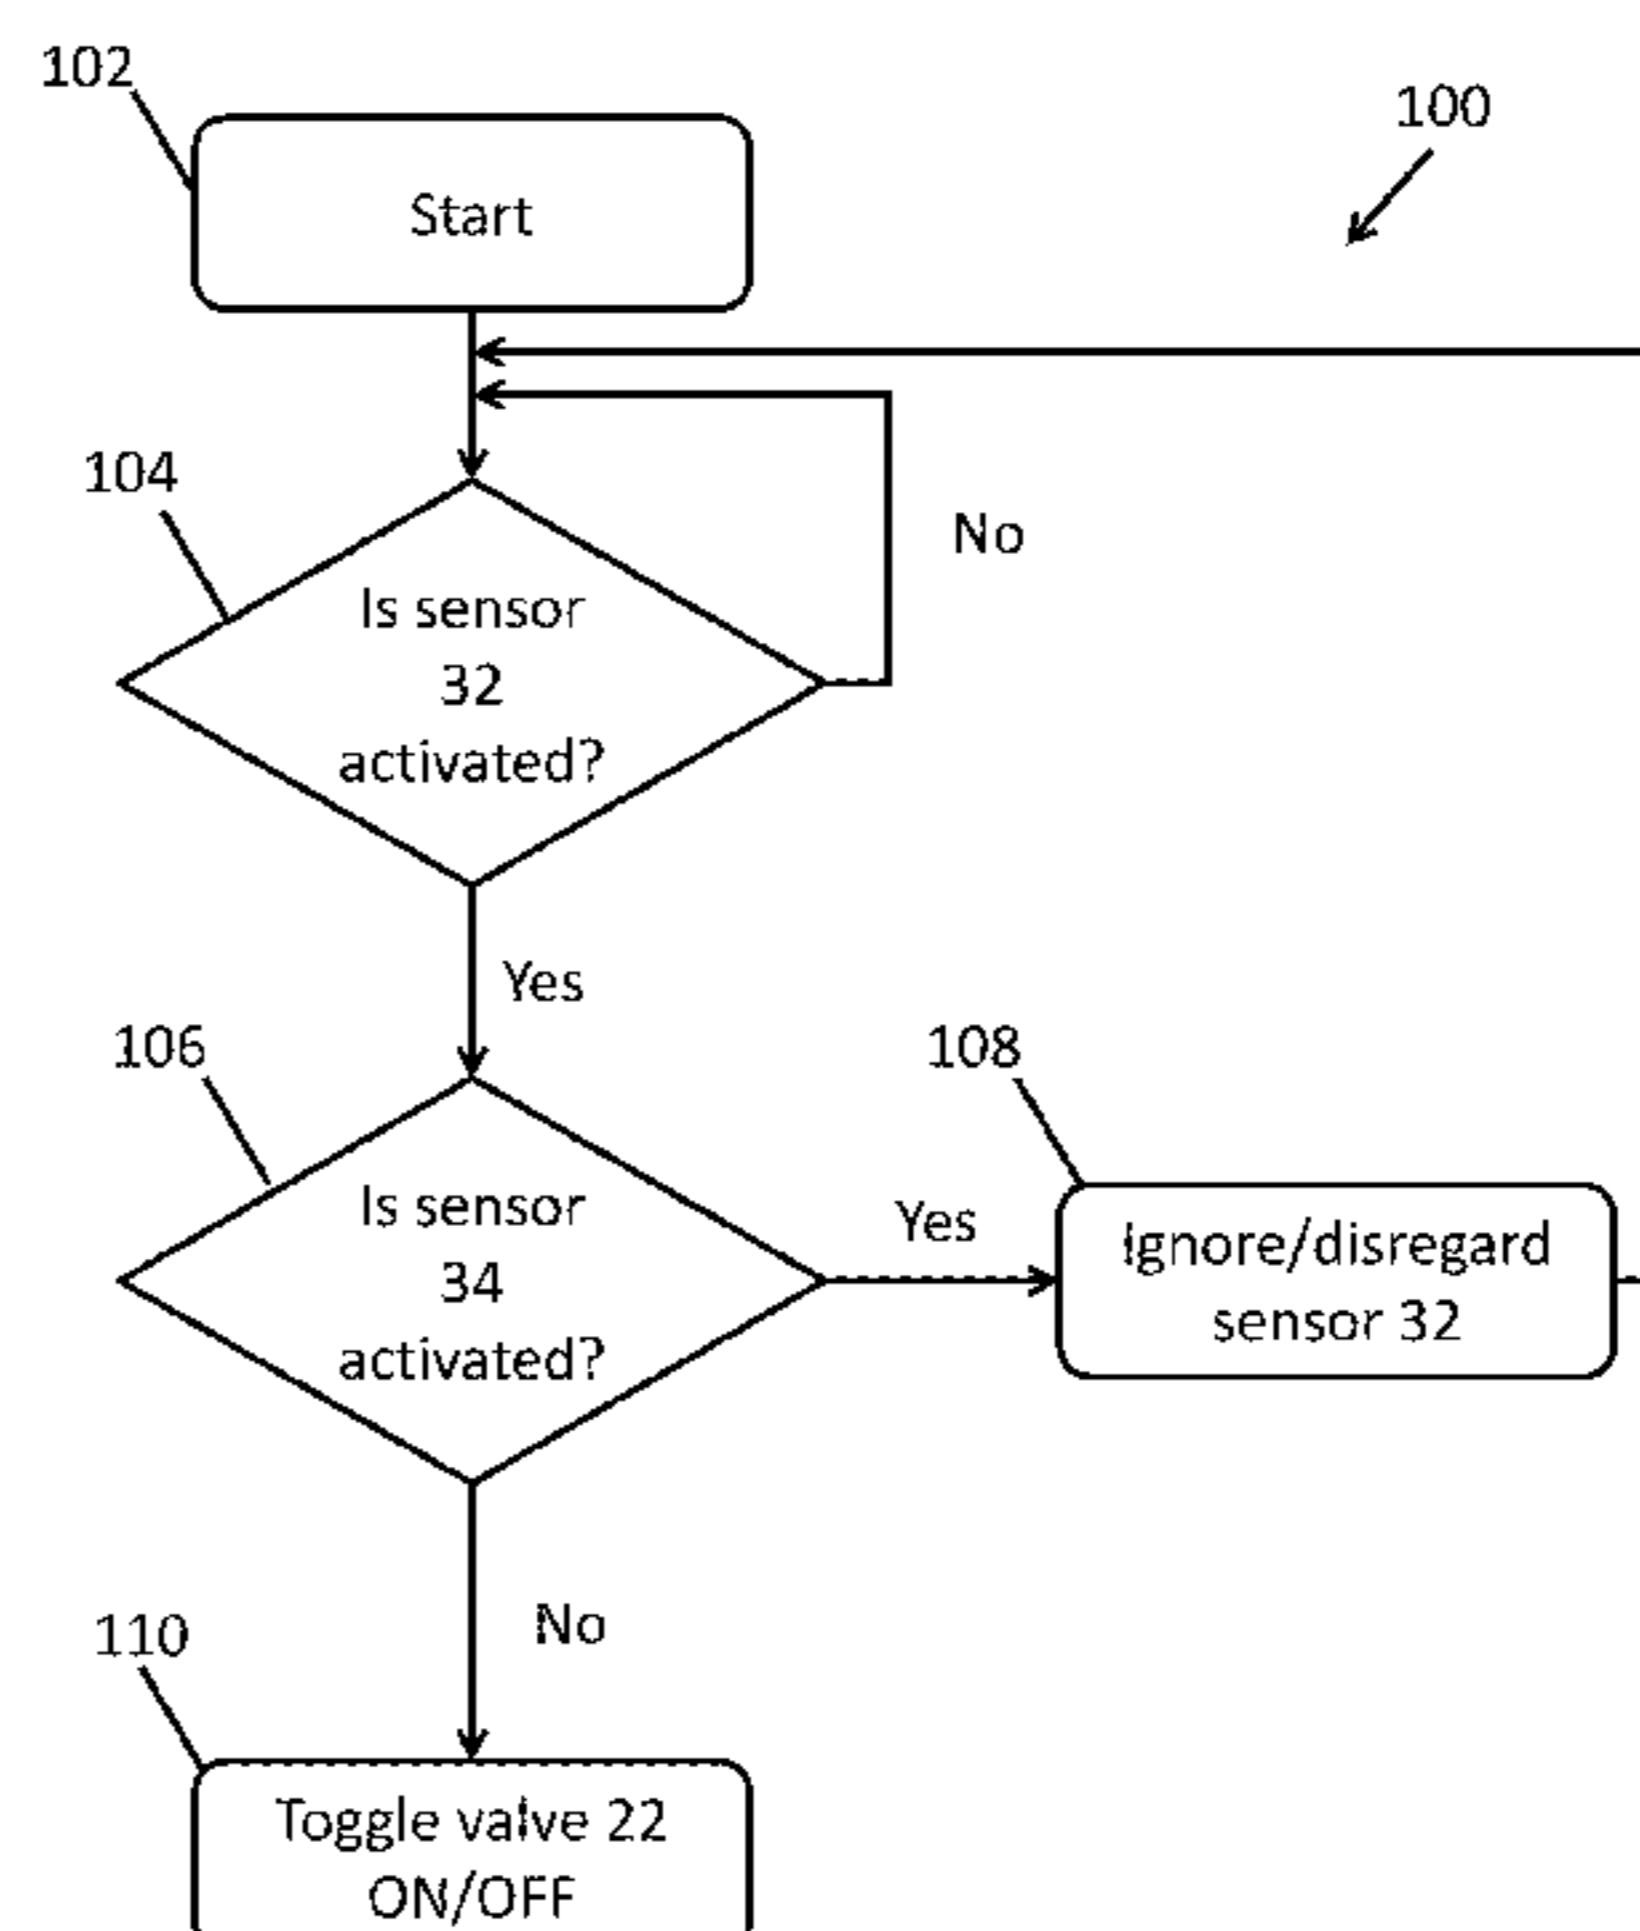 102
100
Start
104
No
Is sensor
32
activated?
Yes
106
108
Is sensor
34
activated?
Yes
Ignore/disregard
sensor 32
No
110
Toggle valve 22
ON/OFF